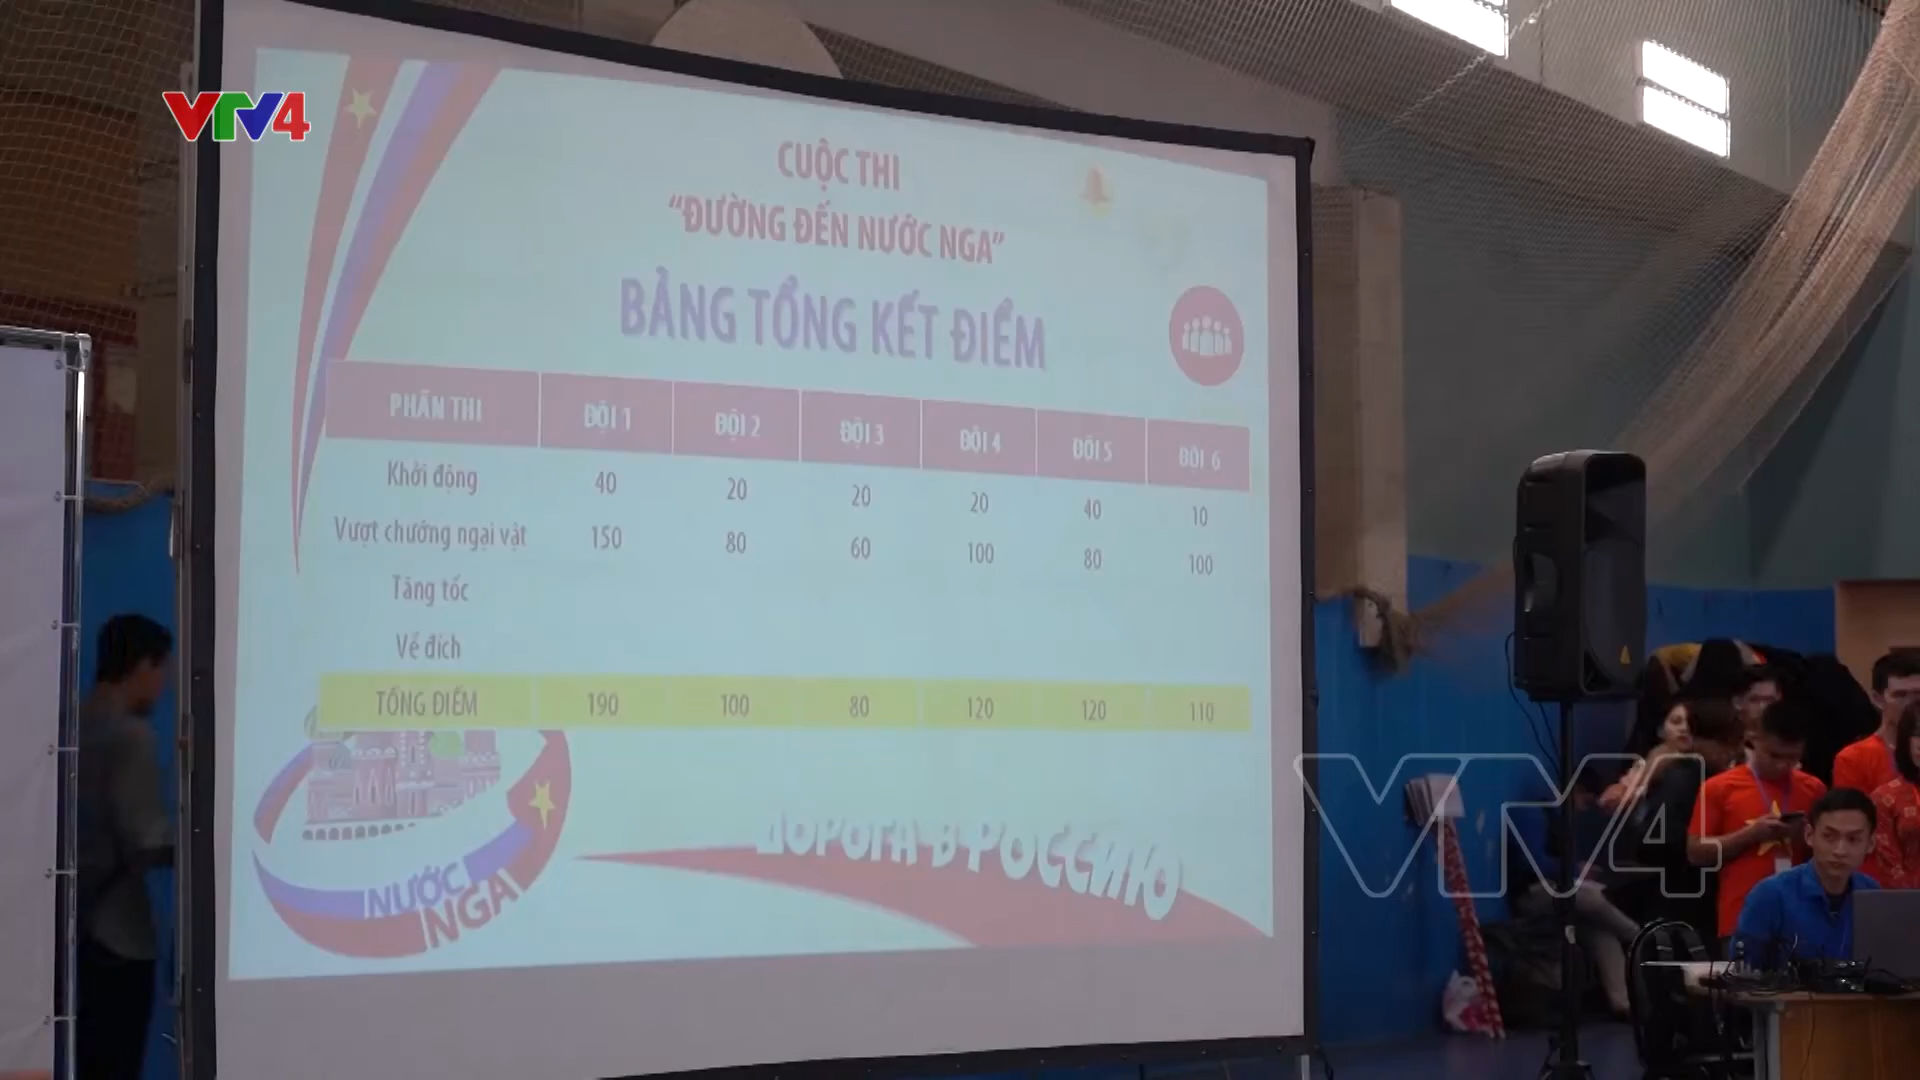 VTV4
CUỘC THI
“ĐƯỜNG ĐẾN NƯỚC NGA”
BẢNG TỔNG KẾT ĐIỂM
PHẦN THI ĐỘI 1 ĐỘI 2 ĐỘI 3 ĐỘI 4 ĐỘI 5 ĐỘI 6
Khởi động 40 20 20 20 40 10
Vượt chướng ngại vật 150 80 60 100 80 100
Tăng tốc
Về đích
TỔNG ĐIỂM 190 100 80 120 120 110
NƯỚC
NGA
ДОРОГА В РОССИЮ
VTV4